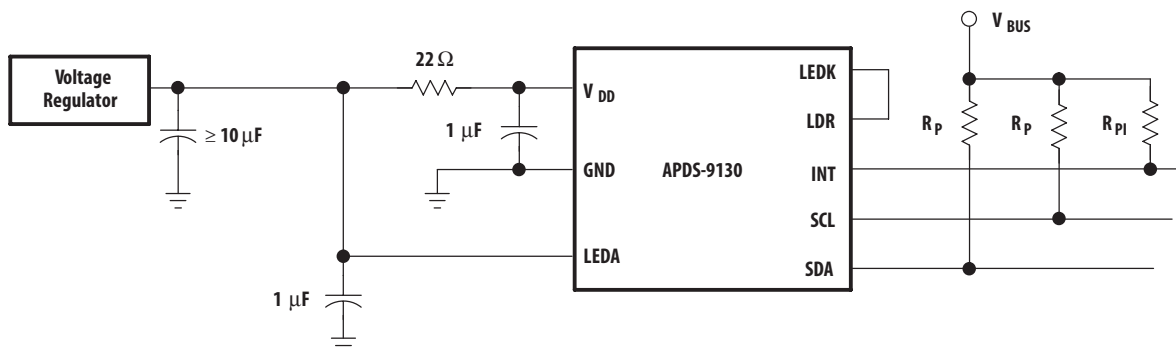 Voltage
Regulator
≥ 10 μF
22 Ω
1 μF
1 μF
V DD
GND
LEDA
APDS-9130
LEDK
LDR
INT
SCL
SDA
V BUS
R P
R P
R PI